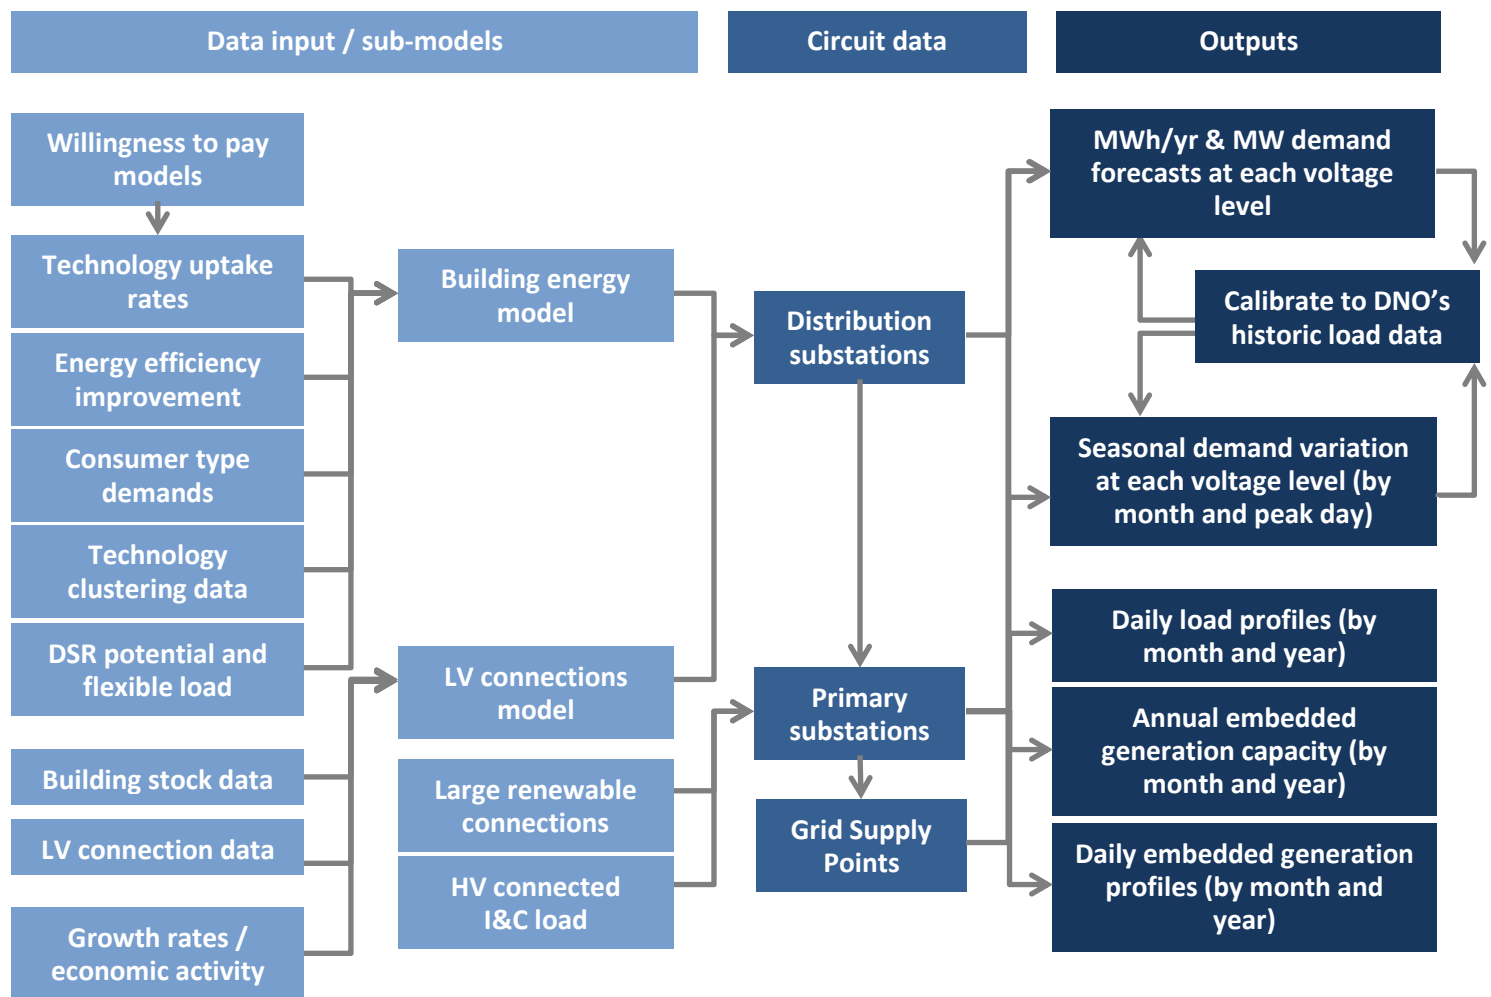 Data input / sub-models
Circuit data
Outputs
Willingness to pay
models
Technology uptake
rates
Energy efficiency
improvement
Consumer type
demands
Technology
clustering data
DSR potential and
flexible load
Building stock data
LV connection data
Growth rates /
economic activity
Building energy
model
LV connections
model
Large renewable
connections
HV connected
I&C load
Distribution
substations
Primary
substations
Grid Supply
Points
MWh/yr & MW demand
forecasts at each voltage
level
Calibrate to DNO’s
historic load data
Seasonal demand variation
at each voltage level (by
month and peak day)
Daily load profiles (by
month and year)
Annual embedded
generation capacity (by
month and year)
Daily embedded generation
profiles (by month and
year)